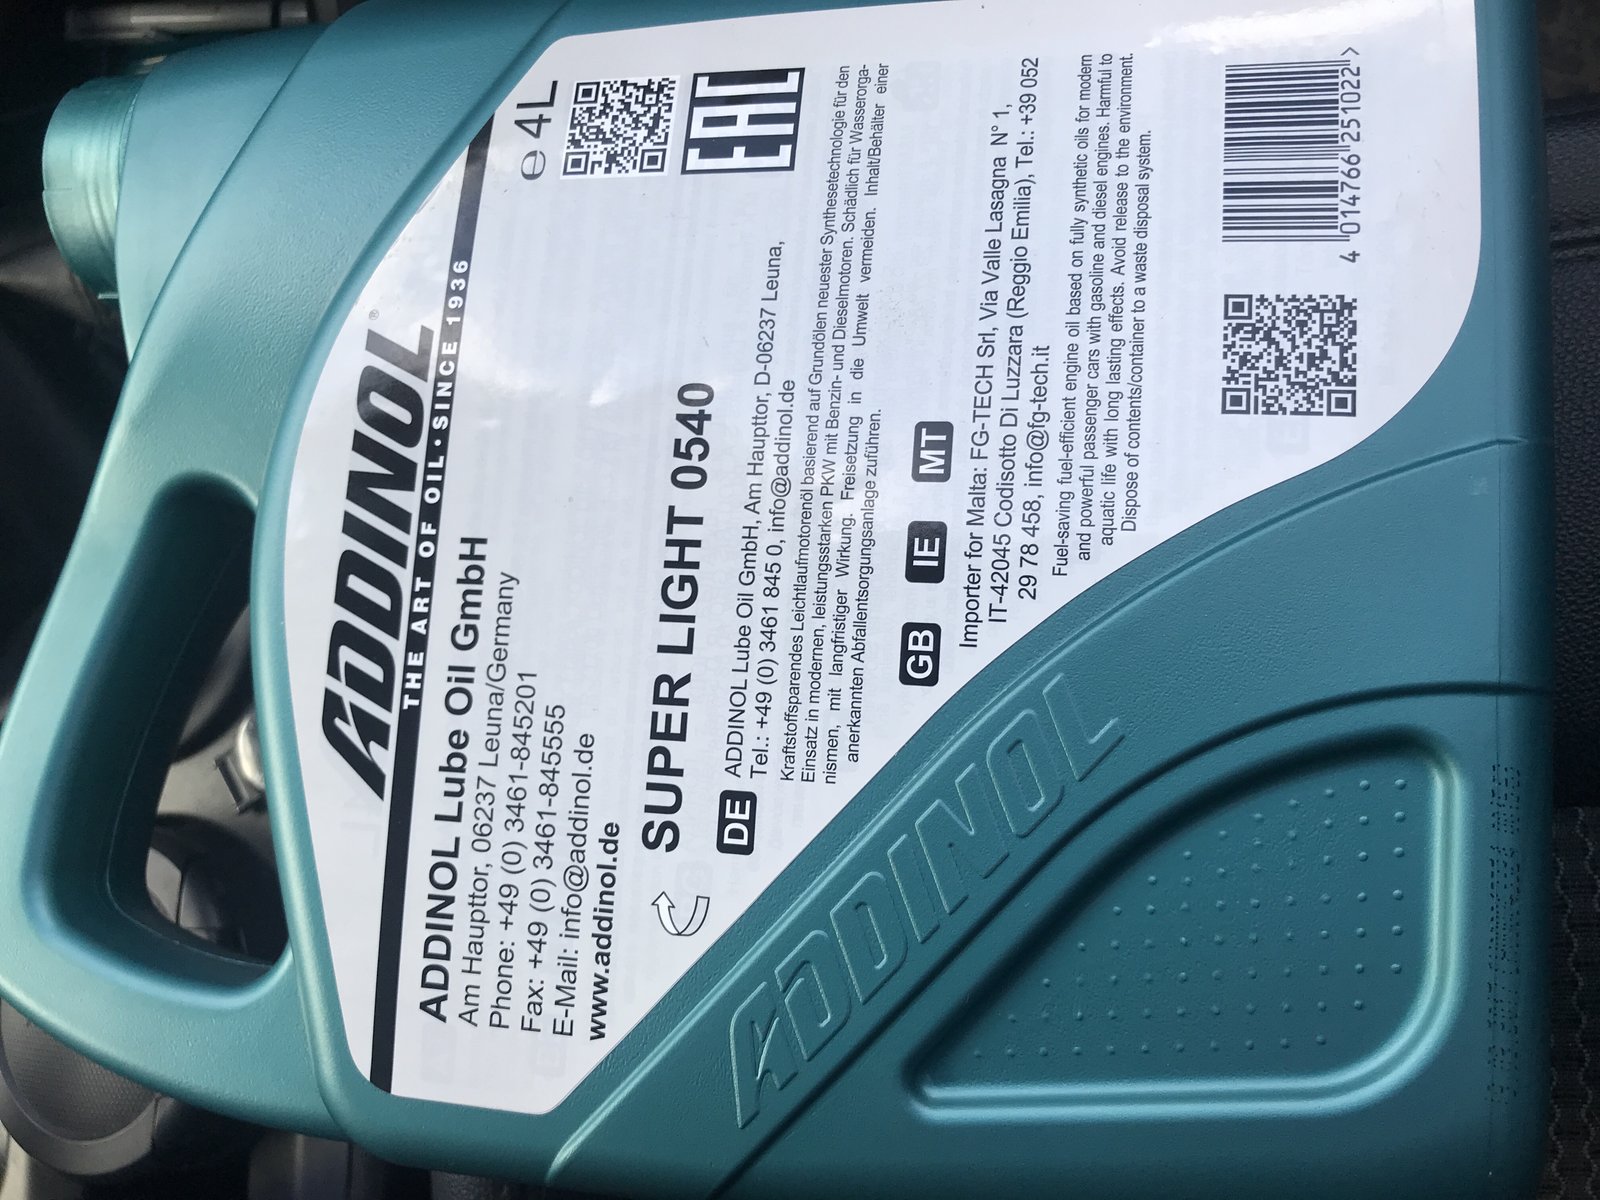 ADDINOL®
THE ART OF OIL • SINCE 1936
ADDINOL Lube Oil GmbH
Am Haupttor, 06237 Leuna/Germany
Phone: +49 (0) 3461-845201
Fax: +49 (0) 3461-845555
E-Mail: info@addinol.de
www.addinol.de
e 4L
EAC
SUPER LIGHT 0540
DE ADDINOL Lube Oil GmbH, Am Haupttor, D-06237 Leuna,
Tel.: +49 (0) 3461 845 0, info@addinol.de
Kraftstoffsparendes Leichtlaufmotorenöl basierend auf Grundölen neuester Synthesetechnologie für den
Einsatz in modernen, leistungsstarken PKW mit Benzin- und Dieselmotoren. Schädlich für Wasserorga-
nismen, mit langfristiger Wirkung. Freisetzung in die Umwelt vermeiden. Inhalt/Behälter einer
anerkannten Abfallentsorgungsanlage zuführen.
GB IE MT
Importer for Malta: FG-TECH Srl, Via Valle Lasagna N° 1,
IT-42045 Codisotto Di Luzzara (Reggio Emilia), Tel.: +39 052
29 78 458, info@fg-tech.it
Fuel-saving fuel-efficient engine oil based on fully synthetic oils for modern
and powerful passenger cars with gasoline and diesel engines. Harmful to
aquatic life with long lasting effects. Avoid release to the environment.
Dispose of contents/container to a waste disposal system.
4 014766 251022 >
ADDINOL